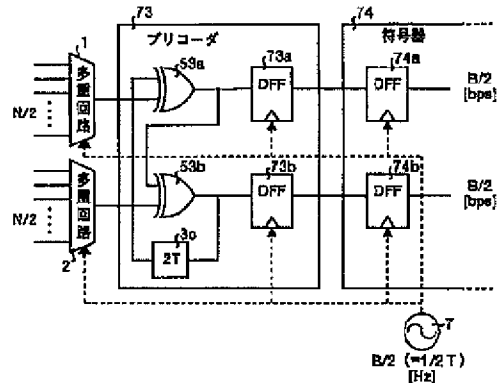 73
74
プリコーダ
符号器
1
53a
73a
74a
N/2
多重回路
DFF
DFF
B/2
[bps]
53b
73b
74b
N/2
多重回路
DFF
DFF
B/2
[bps]
3c
2T
2
7
B/2 (=1/2T)
[Hz]